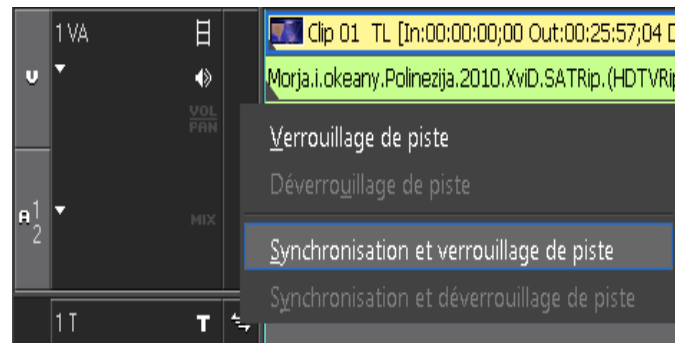 1 VA
Clip 01 TL [In:00:00:00;00 Out:00:25:57;04 D
V
Morja.i.okeany.Polinezija.2010.XviD.SATRip.(HDTVRip
VOL
PAN
Verrouillage de piste
Déverrouillage de piste
A 1
2
MIX
Synchronisation et verrouillage de piste
Synchronisation et déverrouillage de piste
1 T
T